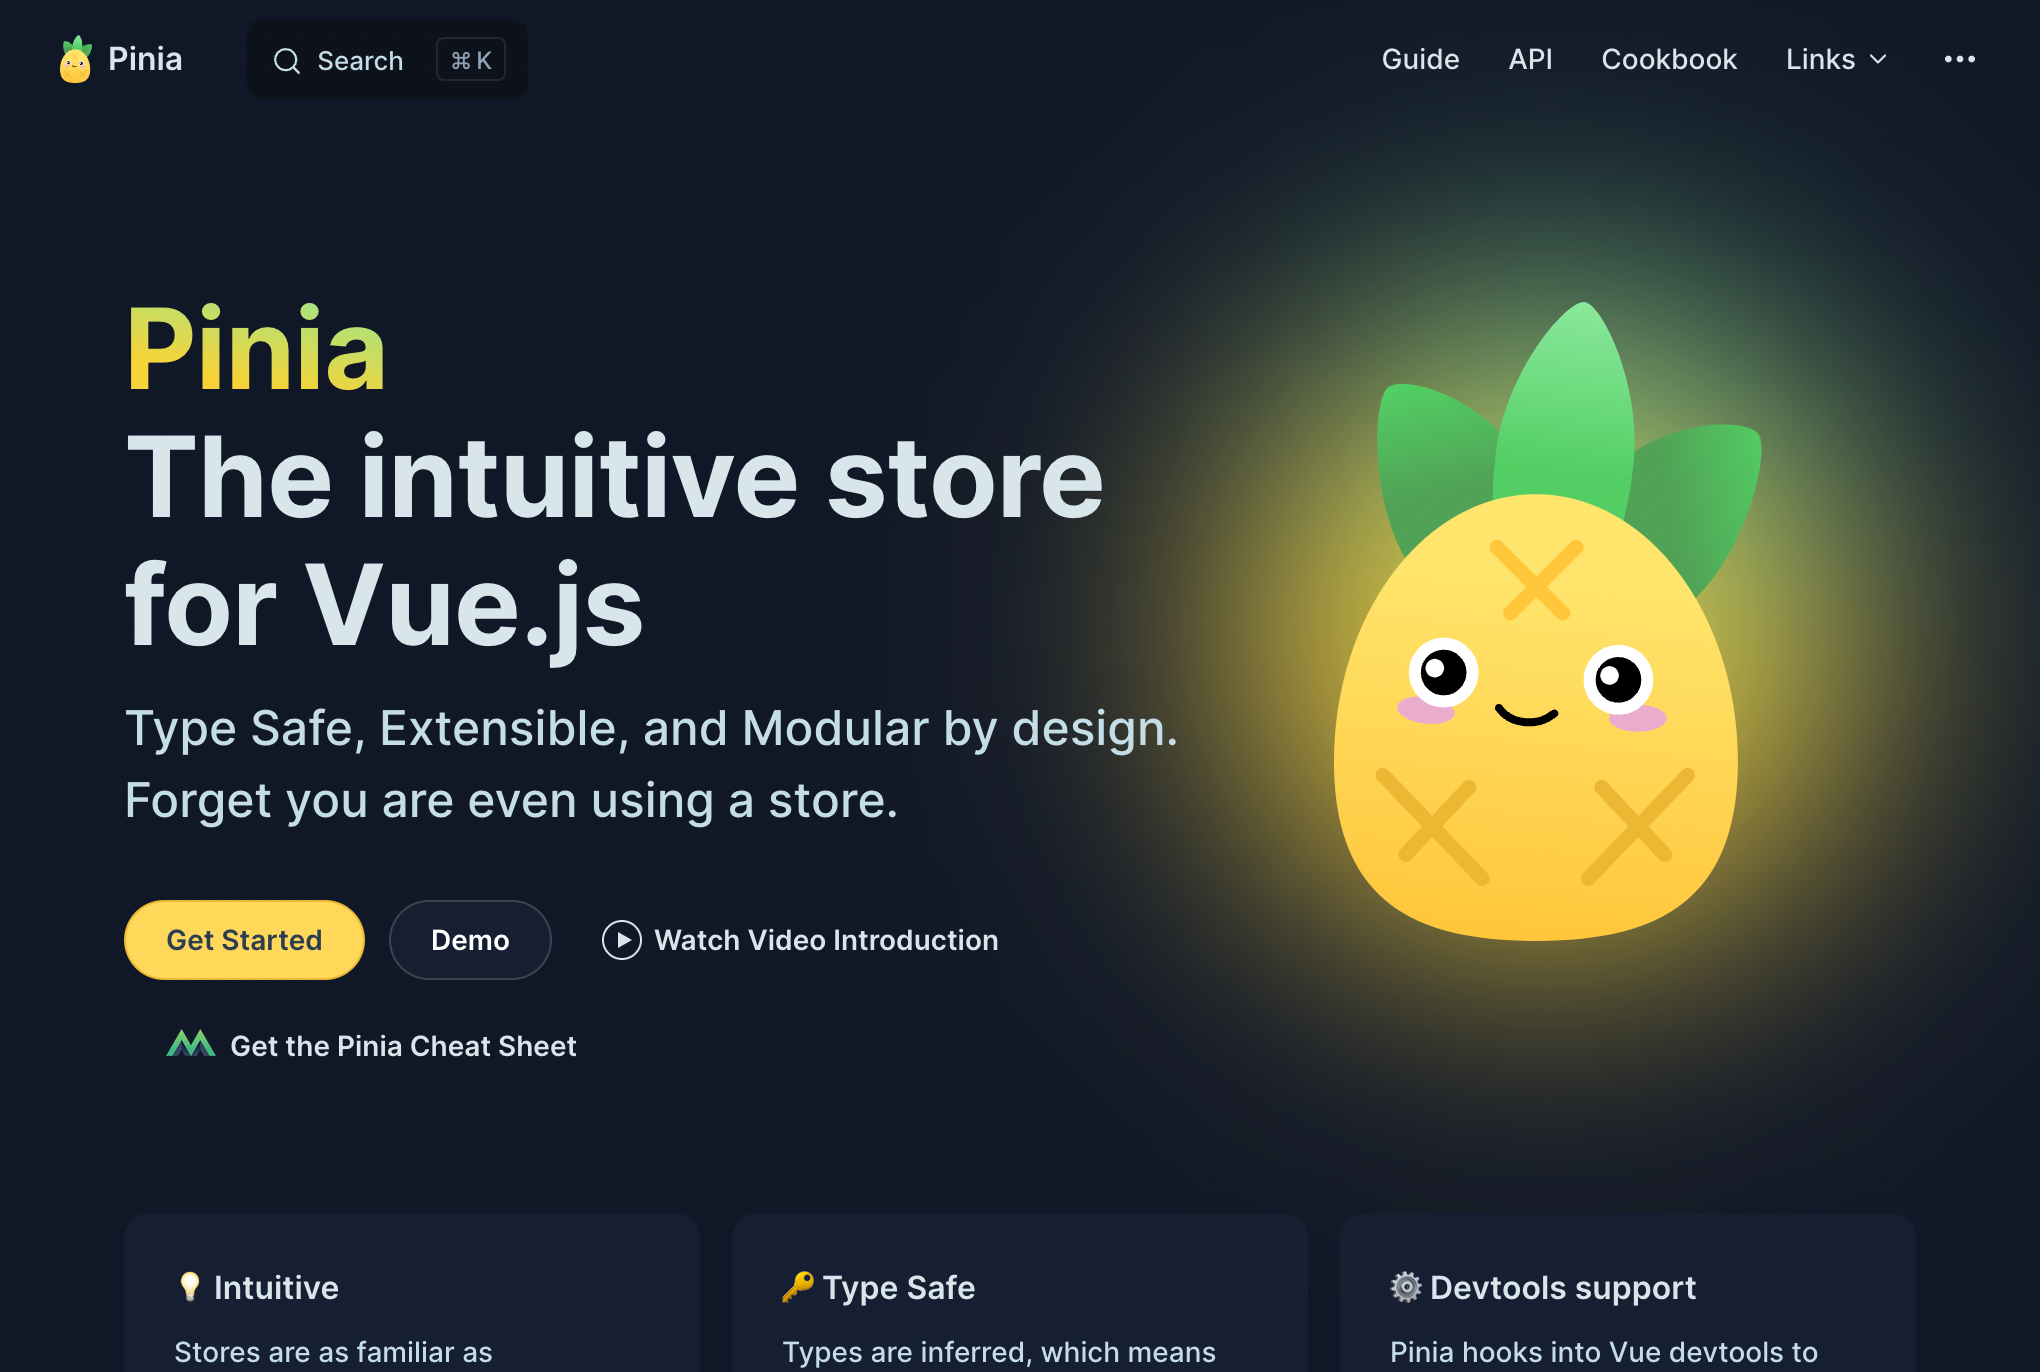 Pinia
Search
⌘ K
Guide
API
Cookbook
Links
Pinia
The intuitive store
for Vue.js
Type Safe, Extensible, and Modular by design.
Forget you are even using a store.
Get Started
Demo
Watch Video Introduction
Get the Pinia Cheat Sheet
💡 Intuitive
Stores are as familiar as
🔑 Type Safe
Types are inferred, which means
⚙️ Devtools support
Pinia hooks into Vue devtools to